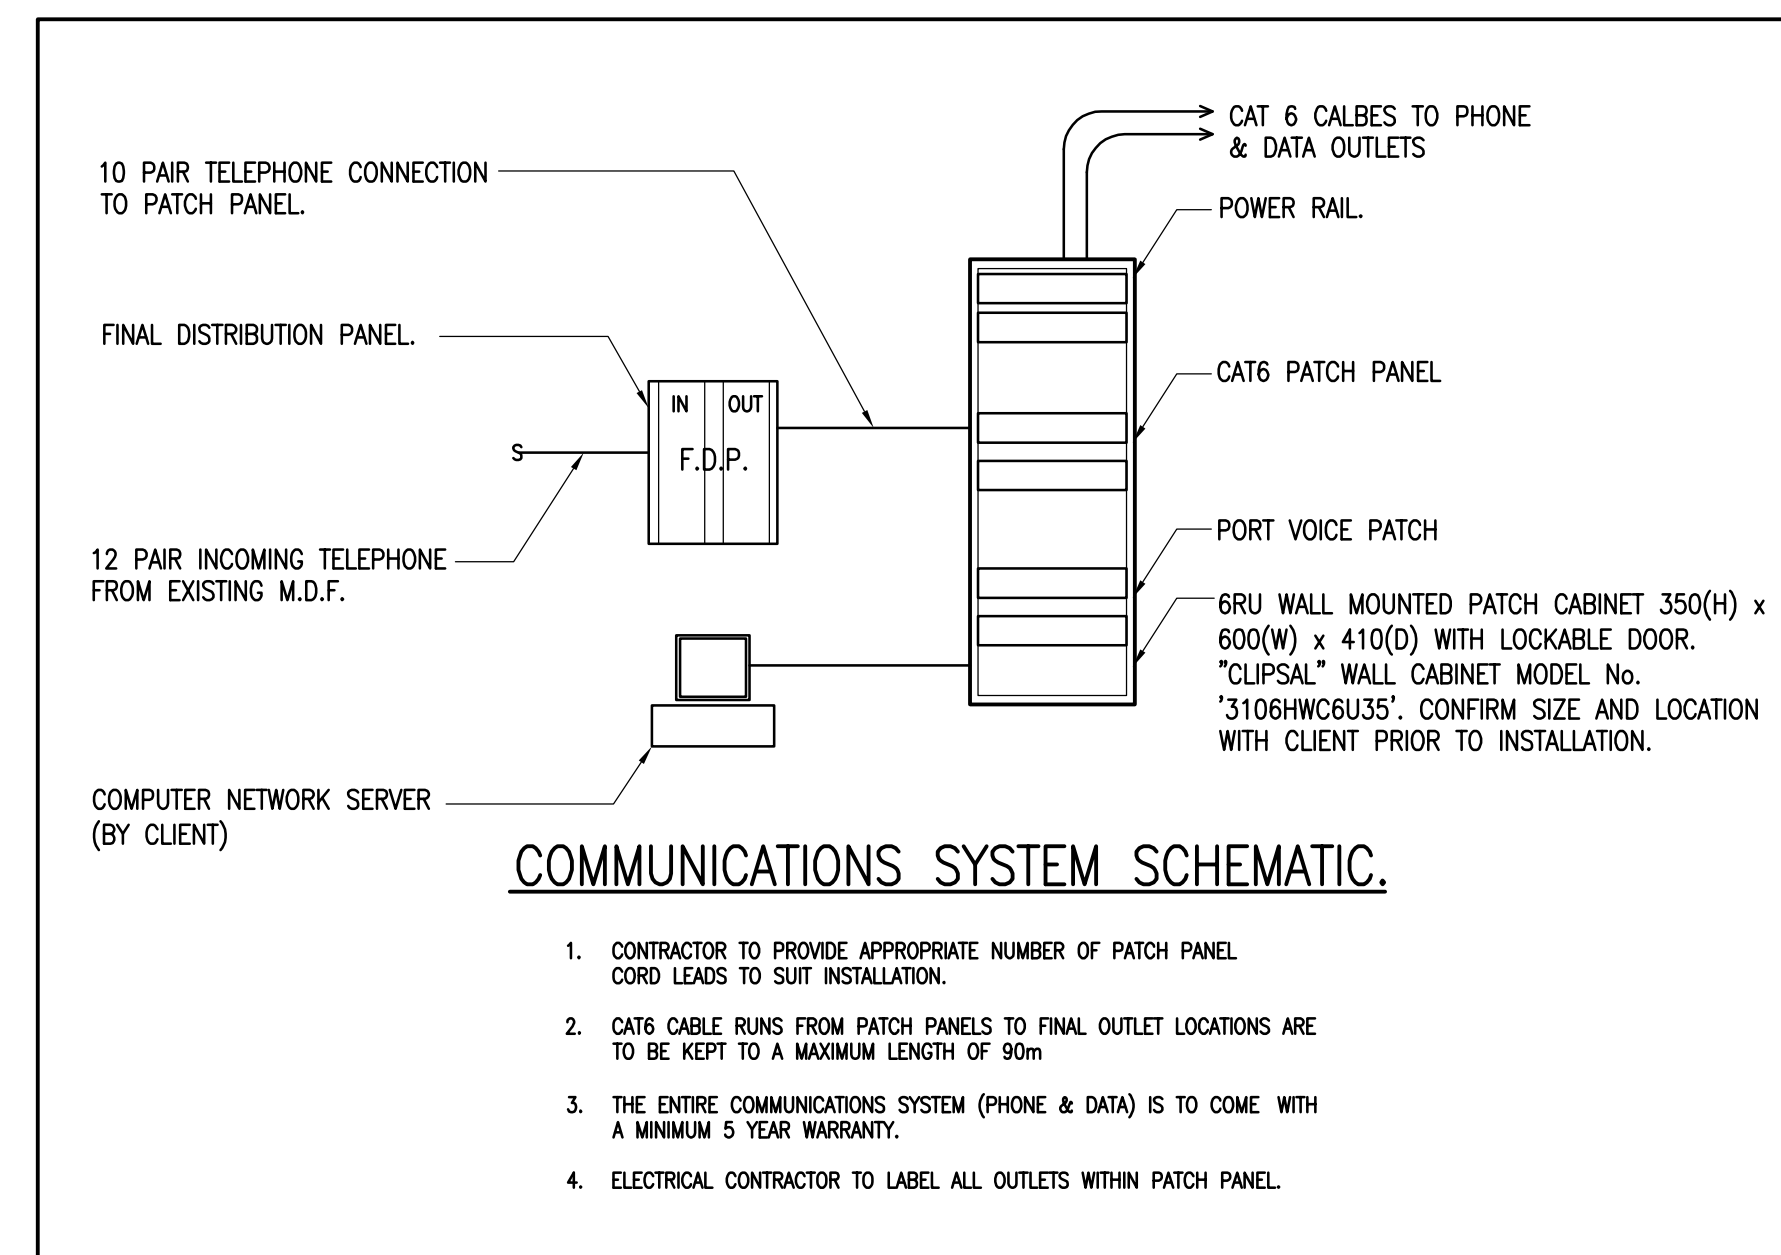 CAT 6 CALBES TO PHONE
& DATA OUTLETS
10 PAIR TELEPHONE CONNECTION
TO PATCH PANEL.
POWER RAIL.
FINAL DISTRIBUTION PANEL.
CAT6 PATCH PANEL
IN OUT
F.D.P.
S
12 PAIR INCOMING TELEPHONE
FROM EXISTING M.D.F.
PORT VOICE PATCH
6RU WALL MOUNTED PATCH CABINET 350(H) x
600(W) x 410(D) WITH LOCKABLE DOOR.
"CLIPSAL" WALL CABINET MODEL No.
'3106HWC6U35'. CONFIRM SIZE AND LOCATION
WITH CLIENT PRIOR TO INSTALLATION.
COMPUTER NETWORK SERVER
(BY CLIENT)
COMMUNICATIONS SYSTEM SCHEMATIC.
1. CONTRACTOR TO PROVIDE APPROPRIATE NUMBER OF PATCH PANEL
CORD LEADS TO SUIT INSTALLATION.
2. CAT6 CABLE RUNS FROM PATCH PANELS TO FINAL OUTLET LOCATIONS ARE
TO BE KEPT TO A MAXIMUM LENGTH OF 90m
3. THE ENTIRE COMMUNICATIONS SYSTEM (PHONE & DATA) IS TO COME WITH
A MINIMUM 5 YEAR WARRANTY.
4. ELECTRICAL CONTRACTOR TO LABEL ALL OUTLETS WITHIN PATCH PANEL.